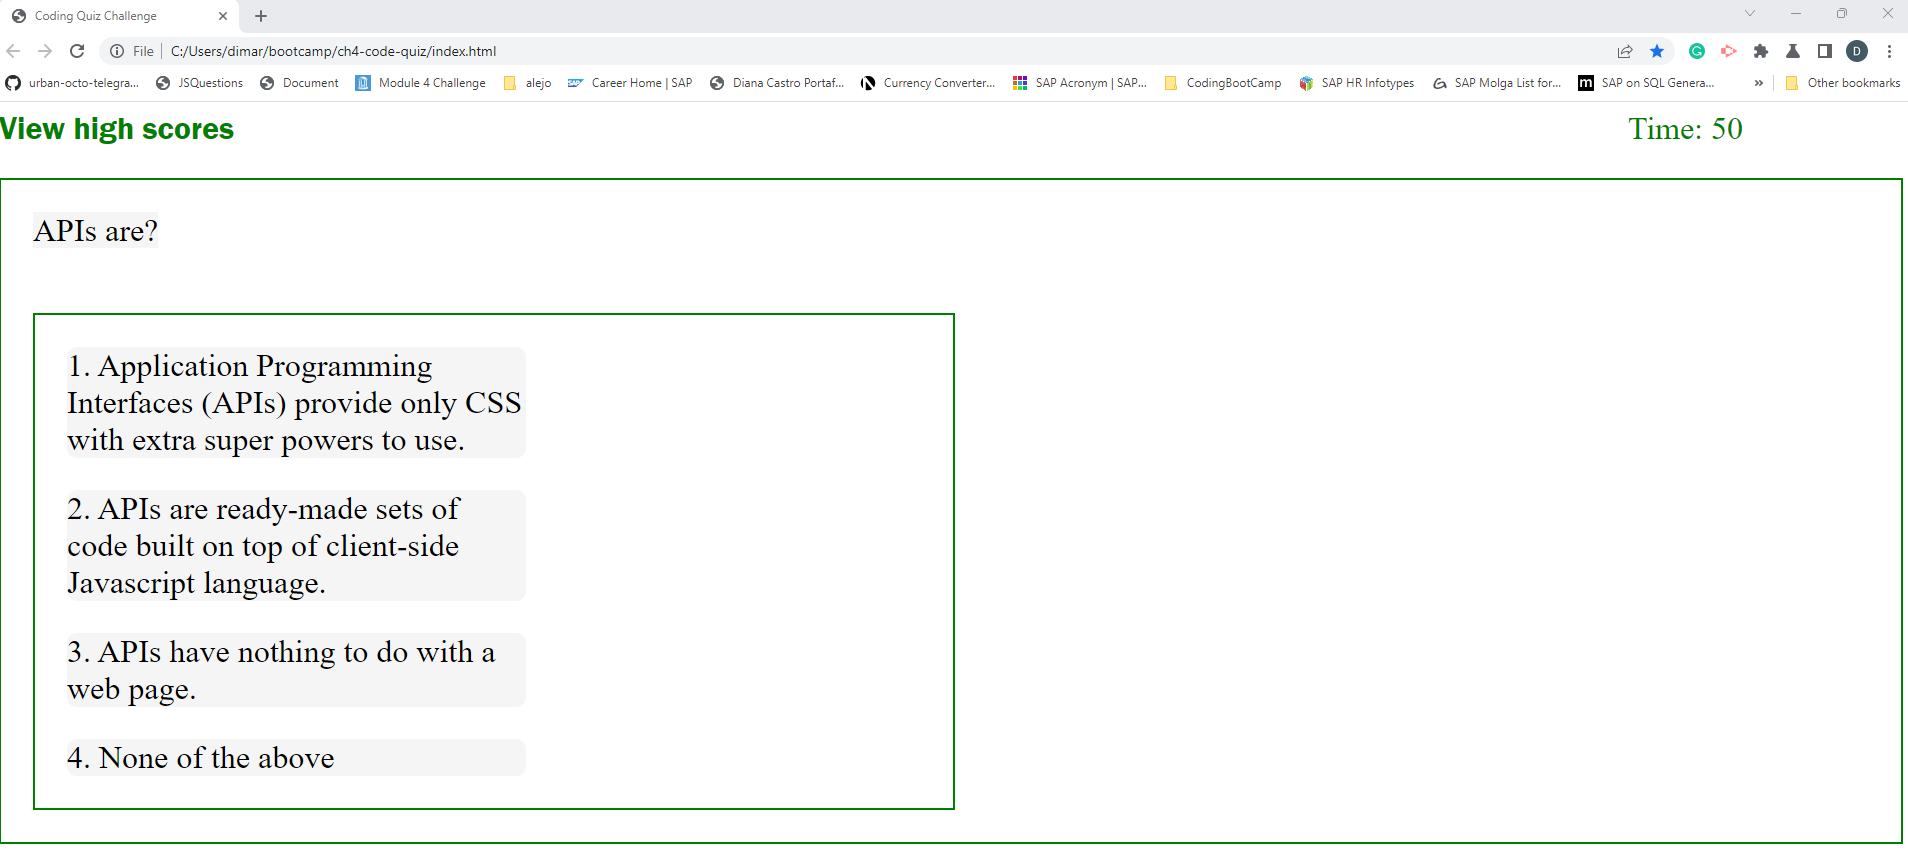 Coding Quiz Challenge
File | C:/Users/dimar/bootcamp/ch4-code-quiz/index.html
D
urban-octo-telegra... JSQuestions Document Module 4 Challenge alejo SAP Career Home | SAP Diana Castro Portaf... Currency Converter... SAP Acronym | SAP... CodingBootCamp SAP HR Infotypes SAP Molga List for... m SAP on SQL Genera... » Other bookmarks
View high scores Time: 50
APIs are?
1. Application Programming
Interfaces (APIs) provide only CSS
with extra super powers to use.
2. APIs are ready-made sets of
code built on top of client-side
Javascript language.
3. APIs have nothing to do with a
web page.
4. None of the above